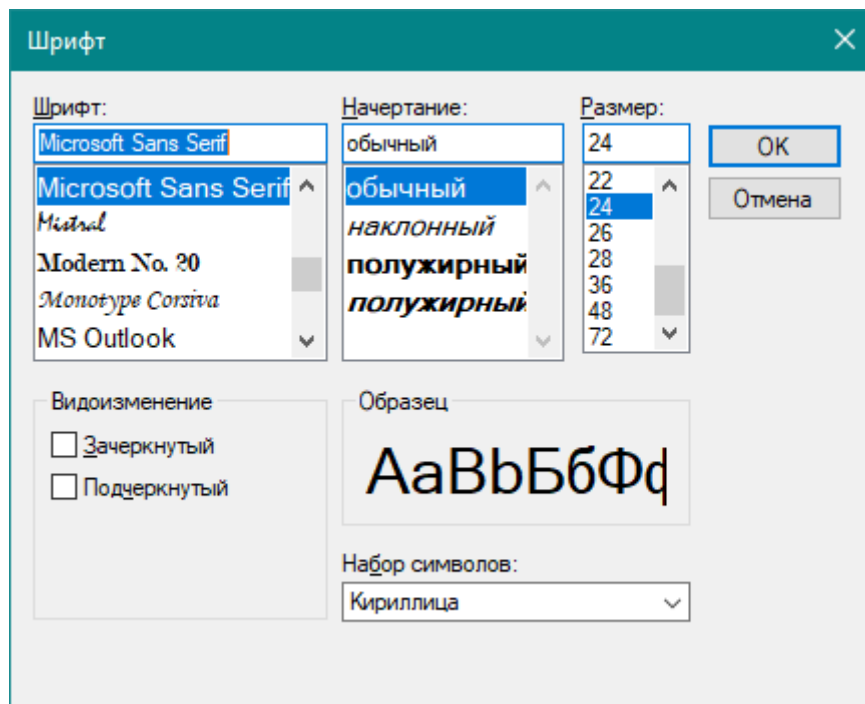 Шрифт
Шрифт:
Начертание:
Размер:
Microsoft Sans Serif
обычный
24
OK
Отмена
Microsoft Sans Serif
Mistral
Modern No. 20
Monotype Corsiva
MS Outlook
обычный
наклонный
полужирный
полужирный
22
24
26
28
36
48
72
Видоизменение
Зачеркнутый
Подчеркнутый
Образец
АаВbБбФф
Набор символов:
Кириллица